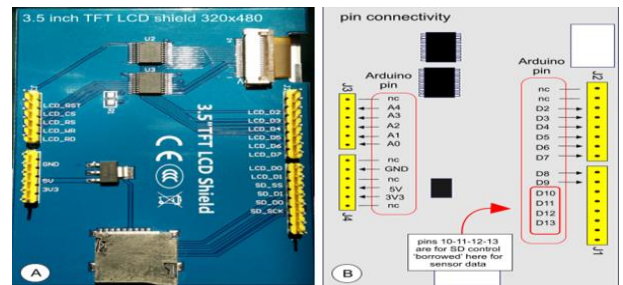 3.5 inch TFT LCD shield 320x480
U2
U3
LCD_RST
LCD_CS
LCD_RS
LCD_WR
LCD_RD
GND
5V
3V3
3.5"TFT LCD Shield
LCD_D2
LCD_D3
LCD_D4
LCD_D5
LCD_D6
LCD_D7
LCD_D0
LCD_D1
SD_SS
SD_D1
SD_D0
SD_SCK
A
pin connectivity
Arduino
pin
J3
nc
A4
A3
A2
A1
A0
nc
GND
nc
5V
3V3
nc
J4
Arduino
pin
J2
nc
nc
D2
D3
D4
D5
D6
D7
D8
D9
D10
D11
D12
D13
J1
pins 10-11-12-13
are for SD control
'borrowed' here for
sensor data
B